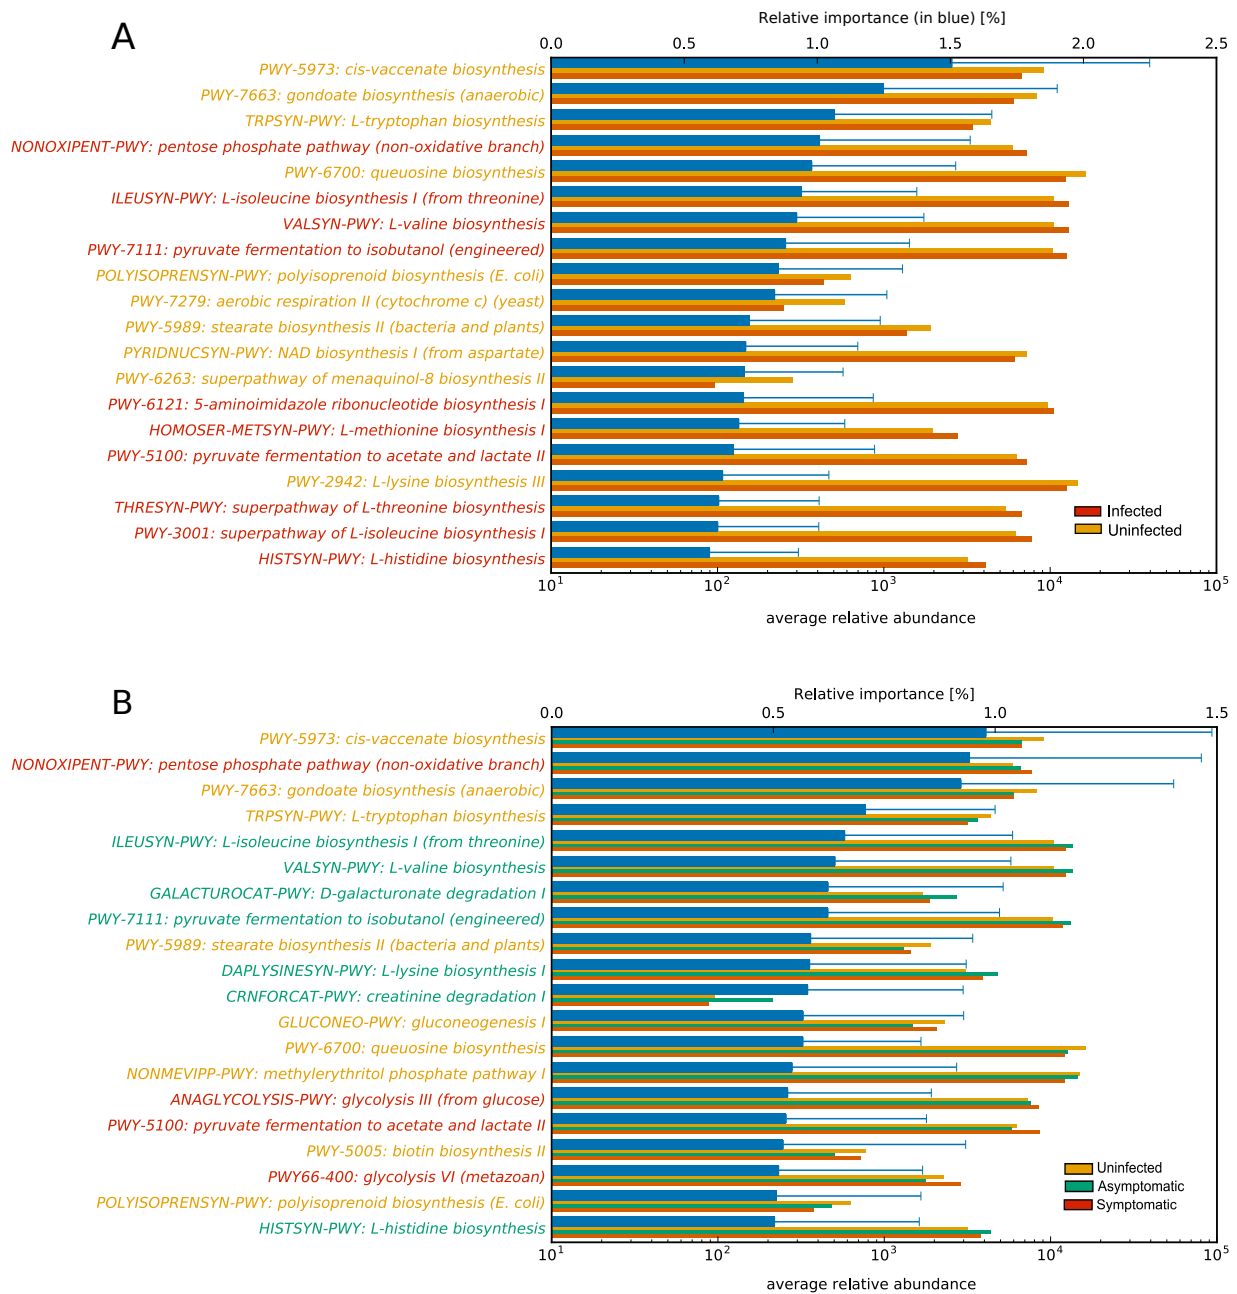 A
Relative importance (in blue) [%]
0.0 0.5 1.0 1.5 2.0 2.5
PWY-5973: cis-vaccenate biosynthesis
PWY-7663: gondoate biosynthesis (anaerobic)
TRPSYN-PWY: L-tryptophan biosynthesis
NONOXIPENT-PWY: pentose phosphate pathway (non-oxidative branch)
PWY-6700: queuosine biosynthesis
ILEUSYN-PWY: L-isoleucine biosynthesis I (from threonine)
VALSYN-PWY: L-valine biosynthesis
PWY-7111: pyruvate fermentation to isobutanol (engineered)
POLYISOPRENSYN-PWY: polyisoprenoid biosynthesis (E. coli)
PWY-7279: aerobic respiration II (cytochrome c) (yeast)
PWY-5989: stearate biosynthesis II (bacteria and plants)
PYRIDNUCSYN-PWY: NAD biosynthesis I (from aspartate)
PWY-6263: superpathway of menaquinol-8 biosynthesis II
PWY-6121: 5-aminoimidazole ribonucleotide biosynthesis I
HOMOSER-METSYN-PWY: L-methionine biosynthesis I
PWY-5100: pyruvate fermentation to acetate and lactate II
PWY-2942: L-lysine biosynthesis III
THRESYN-PWY: superpathway of L-threonine biosynthesis
PWY-3001: superpathway of L-isoleucine biosynthesis I
HISTSYN-PWY: L-histidine biosynthesis
Infected
Uninfected
10¹ 10² 10³ 10⁴ 10⁵
average relative abundance
B
Relative importance [%]
0.0 0.5 1.0 1.5
PWY-5973: cis-vaccenate biosynthesis
NONOXIPENT-PWY: pentose phosphate pathway (non-oxidative branch)
PWY-7663: gondoate biosynthesis (anaerobic)
TRPSYN-PWY: L-tryptophan biosynthesis
ILEUSYN-PWY: L-isoleucine biosynthesis I (from threonine)
VALSYN-PWY: L-valine biosynthesis
GALACTUROCAT-PWY: D-galacturonate degradation I
PWY-7111: pyruvate fermentation to isobutanol (engineered)
PWY-5989: stearate biosynthesis II (bacteria and plants)
DAPLYSINESYN-PWY: L-lysine biosynthesis I
CRNFORCAT-PWY: creatinine degradation I
GLUCONEO-PWY: gluconeogenesis I
PWY-6700: queuosine biosynthesis
NONMEVIPP-PWY: methylerythritol phosphate pathway I
ANAGLYCOLYSIS-PWY: glycolysis III (from glucose)
PWY-5100: pyruvate fermentation to acetate and lactate II
PWY-5005: biotin biosynthesis II
PWY66-400: glycolysis VI (metazoan)
POLYISOPRENSYN-PWY: polyisoprenoid biosynthesis (E. coli)
HISTSYN-PWY: L-histidine biosynthesis
Uninfected
Asymptomatic
Symptomatic
10¹ 10² 10³ 10⁴ 10⁵
average relative abundance